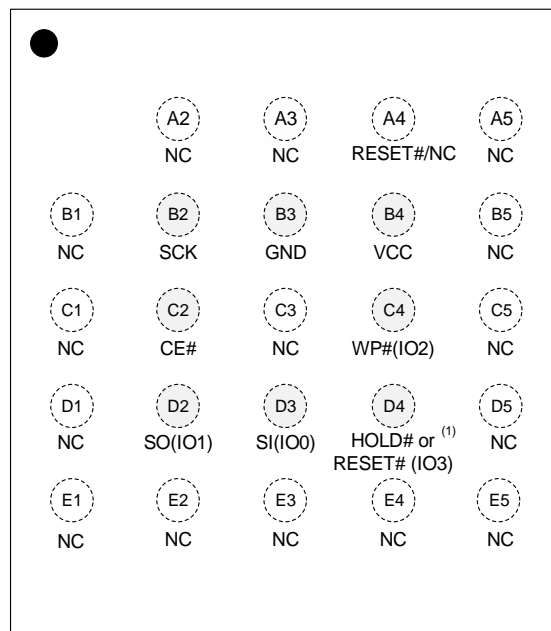 A2 A3 A4 A5
NC NC RESET#/NC NC
B1 B2 B3 B4 B5
NC SCK GND VCC NC
C1 C2 C3 C4 C5
NC CE# NC WP#(IO2) NC
D1 D2 D3 D4 D5
NC SO(IO1) SI(IO0) HOLD# or (1) NC
RESET# (IO3)
E1 E2 E3 E4 E5
NC NC NC NC NC